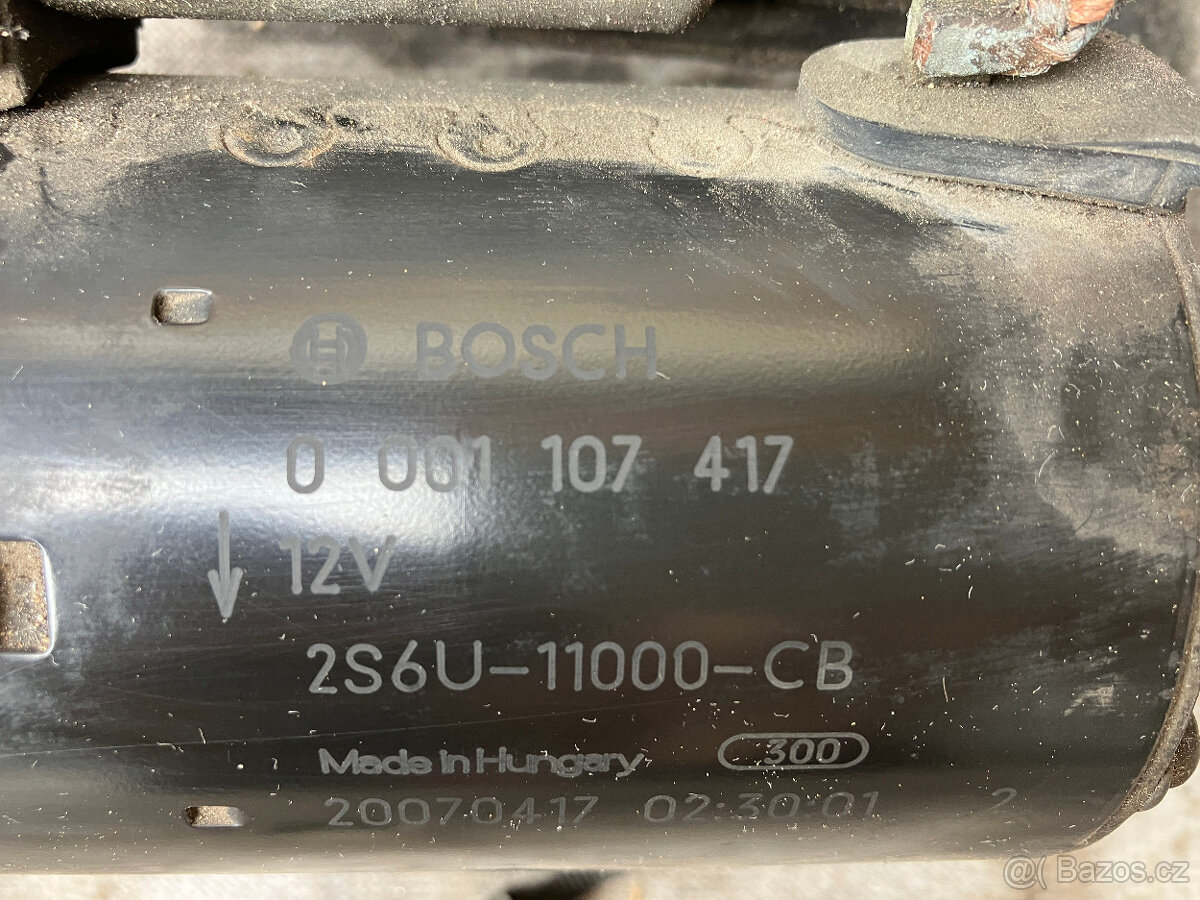 BOSCH
0 001 107 417
12V
2S6U-11000-CB
Made in Hungary 300
20070417 02:30:01 2
@( Bazos.cz